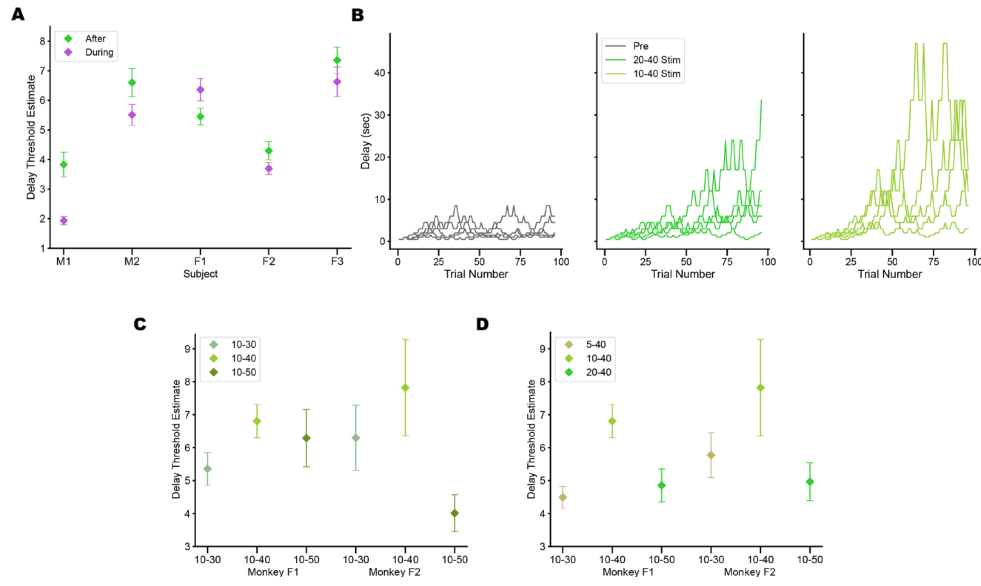 A
After
During
Delay Threshold Estimate
8
7
6
5
4
3
2
1
M1 M2 F1 F2 F3
Subject
B
Pre
20-40 Stim
10-40 Stim
Delay (sec)
40
30
20
10
0
0 25 50 75 100
Trial Number
0 25 50 75 100
Trial Number
0 25 50 75 100
Trial Number
C
10-30
10-40
10-50
Delay Threshold Estimate
9
8
7
6
5
4
3
10-30 10-40 10-50 10-30 10-40 10-50
Monkey F1 Monkey F2
D
5-40
10-40
20-40
Delay Threshold Estimate
9
8
7
6
5
4
3
10-30 10-40 10-50 10-30 10-40 10-50
Monkey F1 Monkey F2